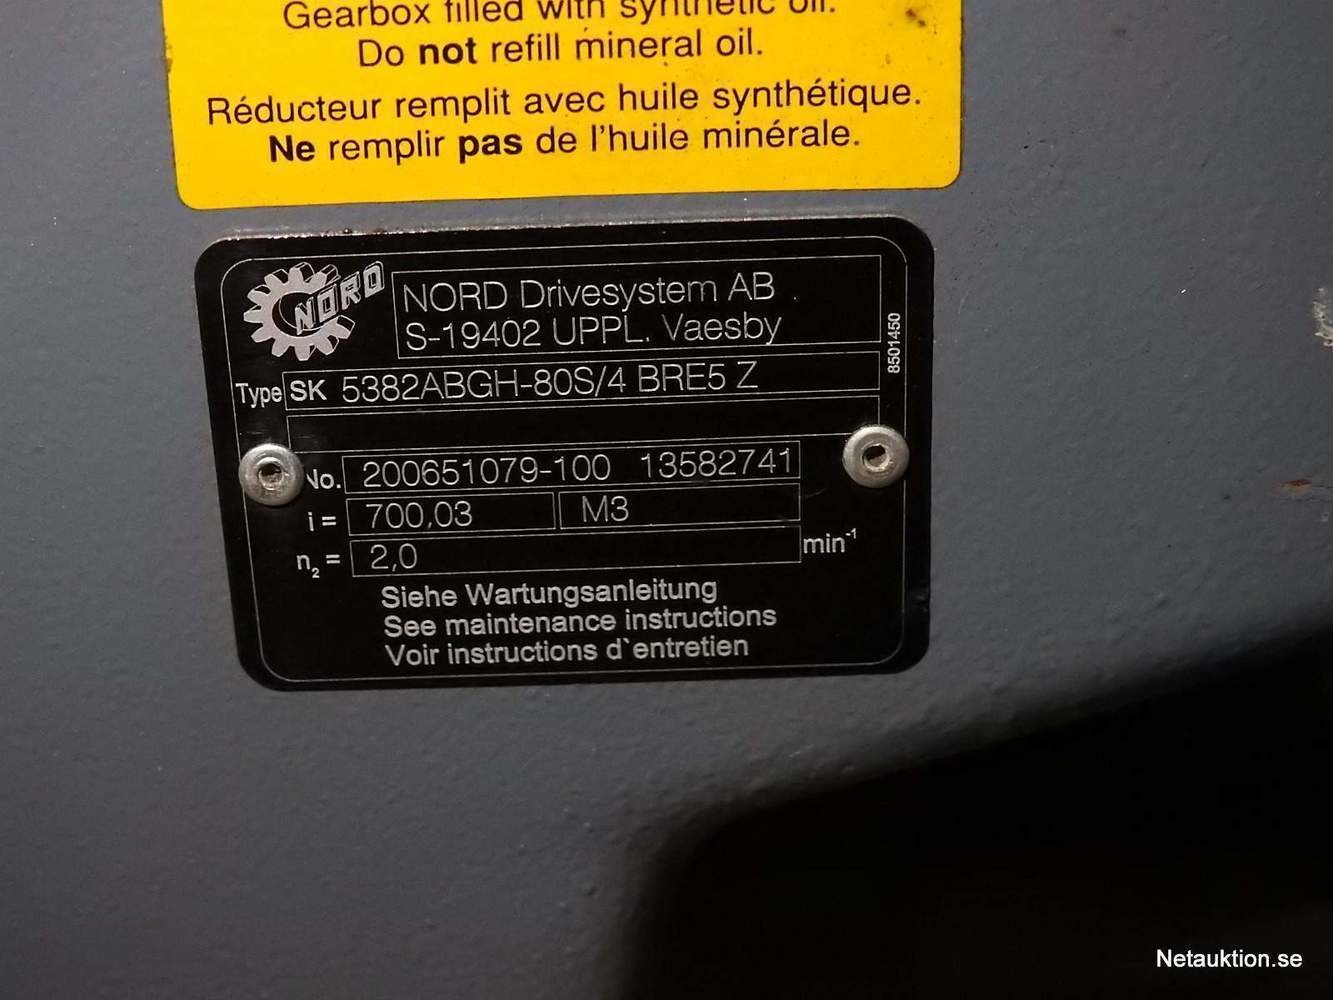 Gearbox filled with synthetic oil.
Do not refill mineral oil.
Réducteur remplit avec huile synthétique.
Ne remplir pas de l'huile minérale.
NORD
NORD Drivesystem AB
S-19402 UPPL. Vaesby
8501450
Type SK 5382ABGH-80S/4 BRE5 Z
No. 200651079-100 13582741
i = 700,03 M3
n2 = 2,0 min-1
Siehe Wartungsanleitung
See maintenance instructions
Voir instructions d`entretien
Netauktion.se